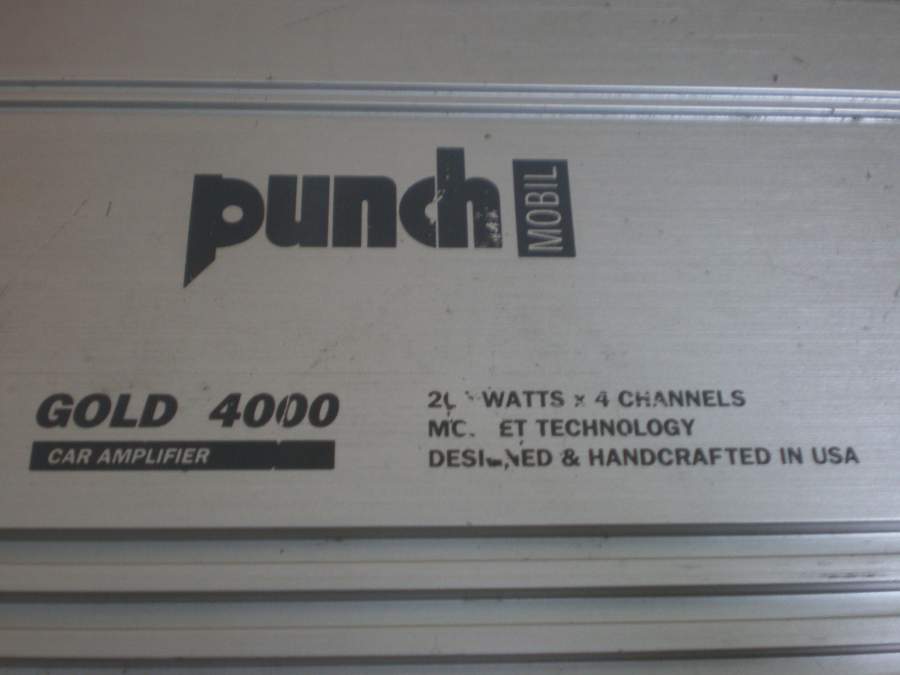 punch MOBIL
GOLD 4000
CAR AMPLIFIER
WATTS x 4 CHANNELS
TECHNOLOGY
DESIGNED & HANDCRAFTED IN USA